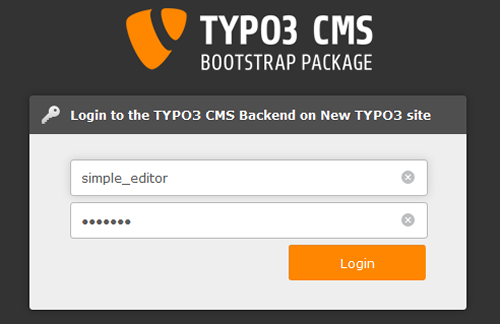 TYPO3 CMS
BOOTSTRAP PACKAGE
Login to the TYPO3 CMS Backend on New TYPO3 site
simple_editor
•••••••
Login